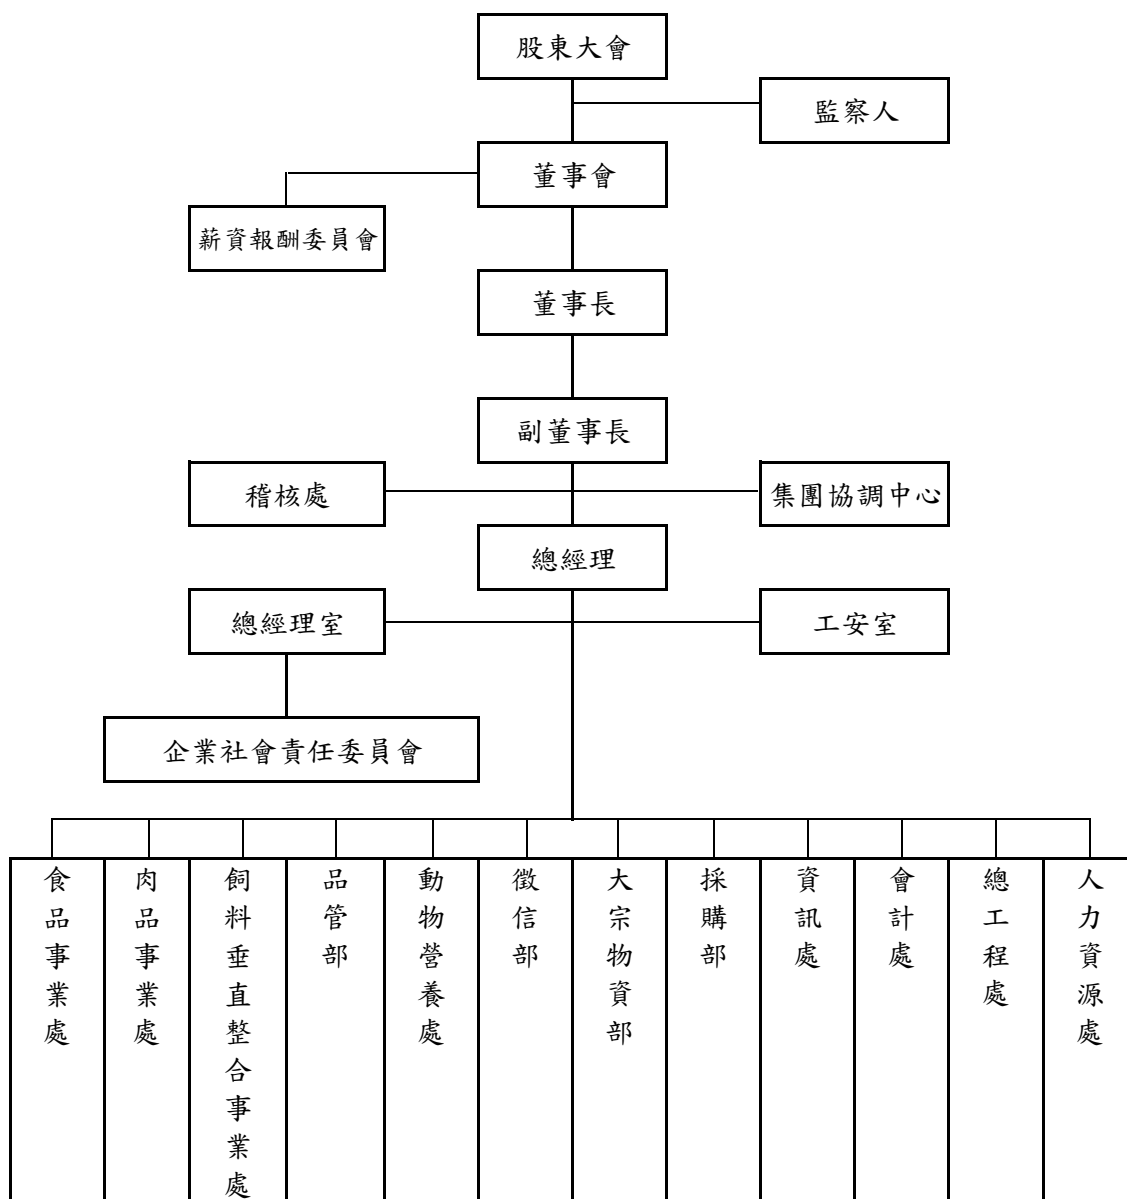 股東大會
監察人
董事會
薪資報酬委員會
董事長
副董事長
稽核處
集團協調中心
總經理
總經理室
工安室
企業社會責任委員會
食品事業處
肉品事業處
飼料垂直整合事業處
品管部
動物營養處
徵信部
大宗物資部
採購部
資訊處
會計處
總工程處
人力資源處